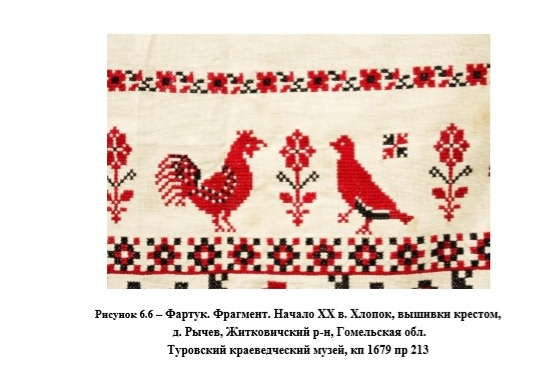 Рисунок 6.6 – Фартук. Фрагмент. Начало XX в. Хлопок, вышивки крестом,
д. Рычев, Житковичский р-н, Гомельская обл.
Туровский краеведческий музей, кп 1679 пр 213